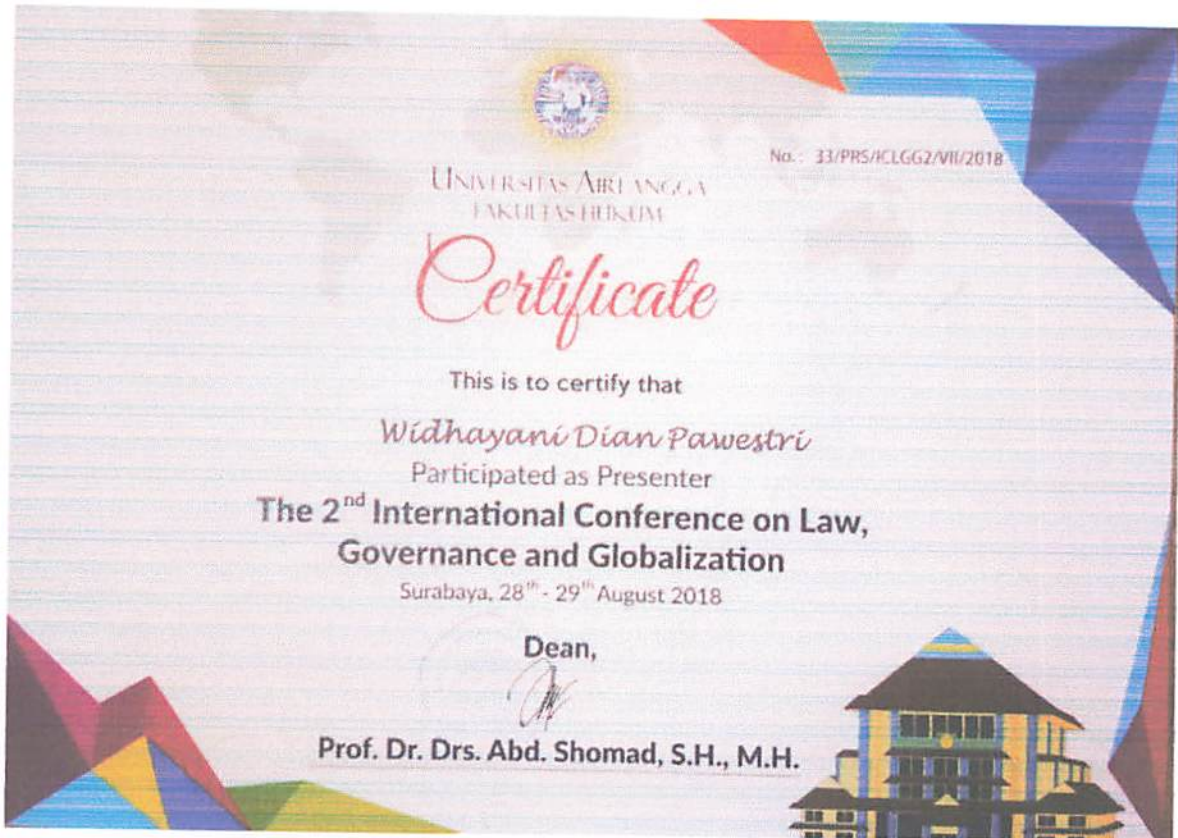 No. : 33/PRS/ICLGG2/VII/2018
UNIVERSITAS AIRLANGGA
FAKULTAS HUKUM
Certificate
This is to certify that
Widhayani Dian Pawestri
Participated as Presenter
The 2nd International Conference on Law,
Governance and Globalization
Surabaya, 28th - 29th August 2018
Dean,
Prof. Dr. Drs. Abd. Shomad, S.H., M.H.